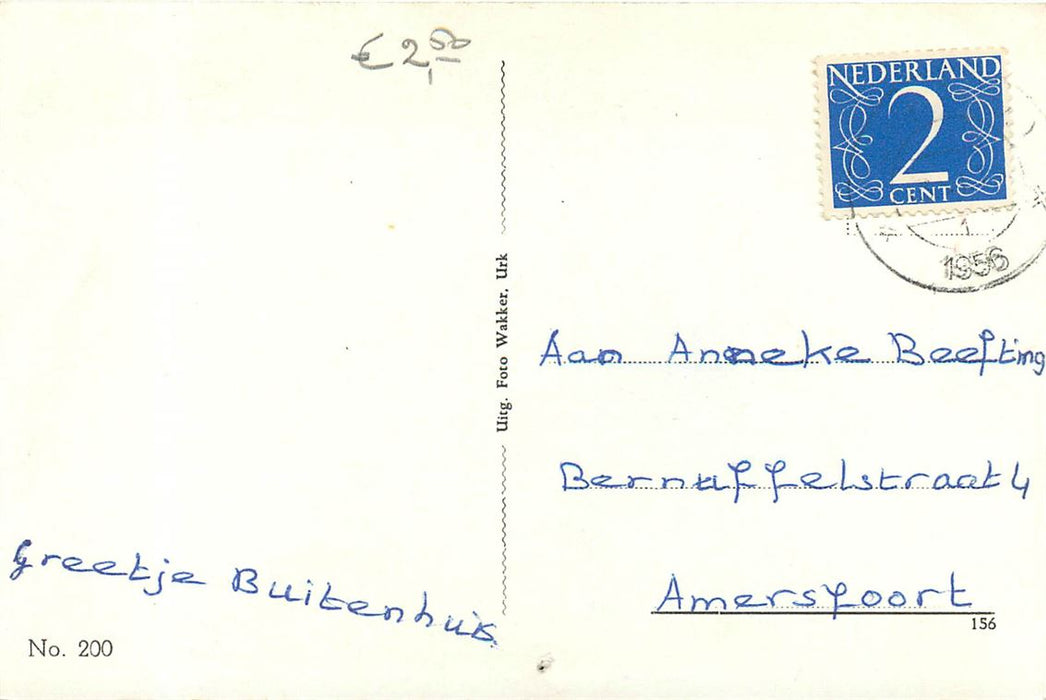 € 2,50
NEDERLAND
2
CENT
1
1956
Uitg. Foto Wakker, Urk
Aan Anneke Beefting
Bernuffelstraat 4
Amersfoort
156
Greetje Buitenhuis
No. 200